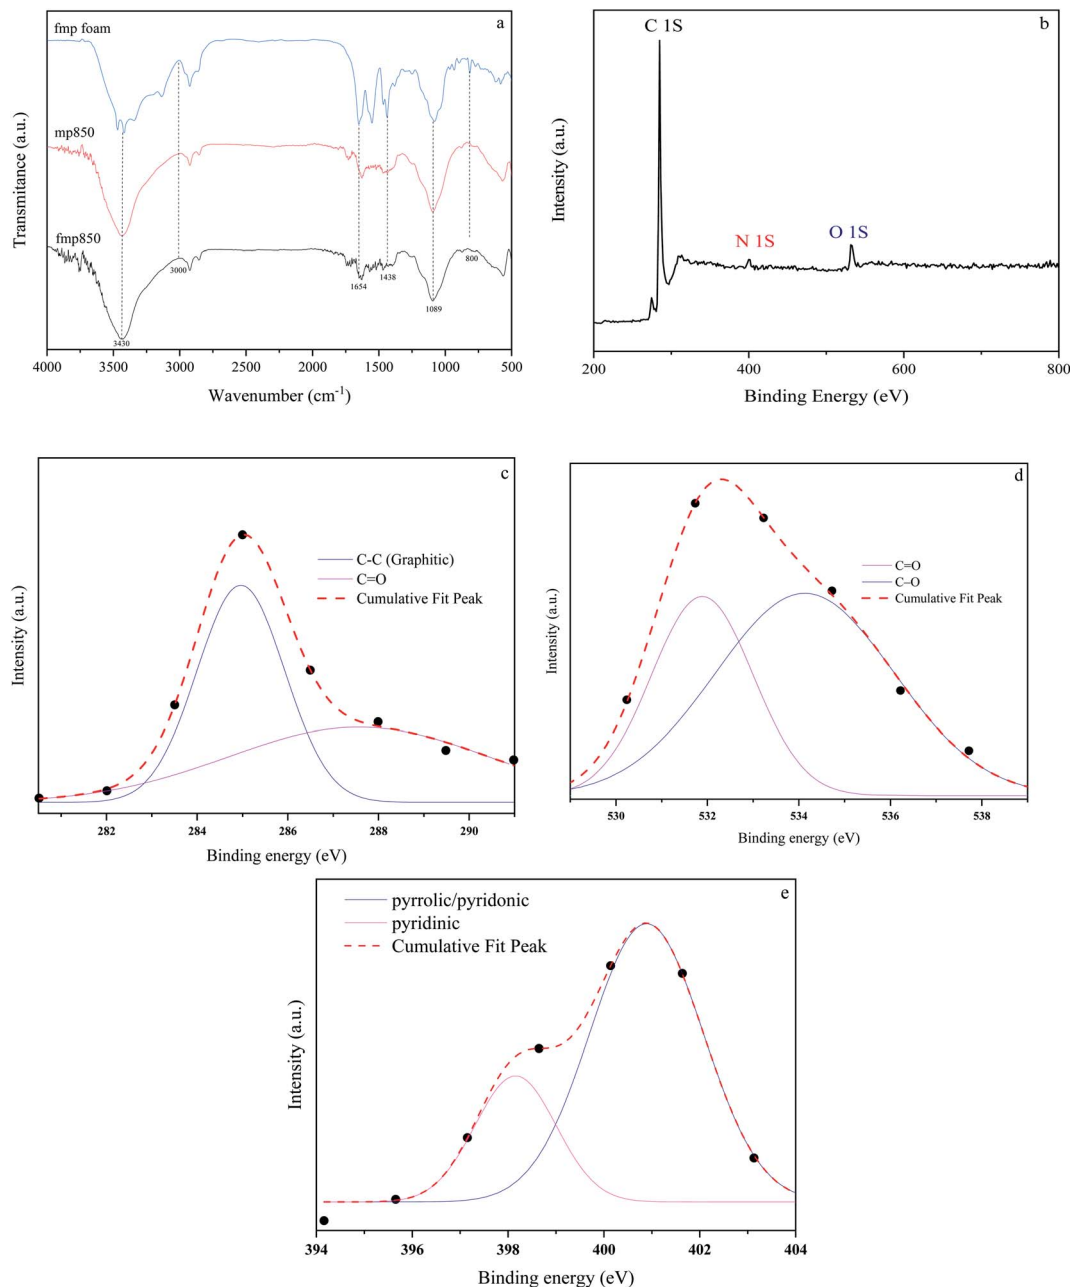 a
fmp foam
mp850
fmp850
3430
3000
1654
1438
1089
800
Transmitance (a.u.)
4000 3500 3000 2500 2000 1500 1000 500
Wavenumber (cm⁻¹)
b
C 1S
N 1S
O 1S
Intensity (a.u.)
200 400 600 800
Binding Energy (eV)
c
C-C (Graphitic)
C=O
Cumulative Fit Peak
Intensity (a.u.)
282 284 286 288 290
Binding energy (eV)
d
C=O
C–O
Cumulative Fit Peak
Intensity (a.u.)
530 532 534 536 538
Binding energy (eV)
e
pyrrolic/pyridonic
pyridinic
Cumulative Fit Peak
Intensity (a.u.)
394 396 398 400 402 404
Binding energy (eV)